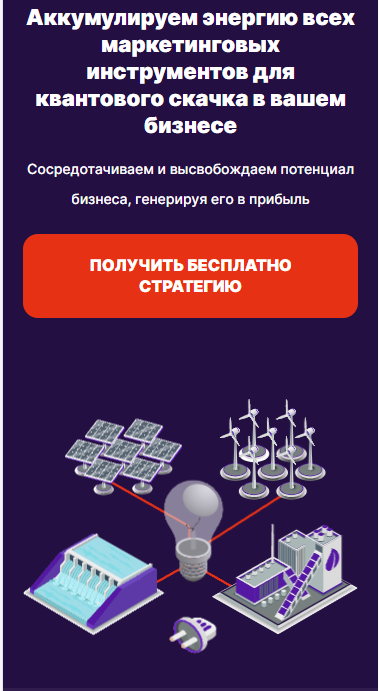 Аккумулируем энергию всех
маркетинговых
инструментов для
квантового скачка в вашем
бизнесе
Сосредотачиваем и высвобождаем потенциал
бизнеса, генерируя его в прибыль
ПОЛУЧИТЬ БЕСПЛАТНО
СТРАТЕГИЮ